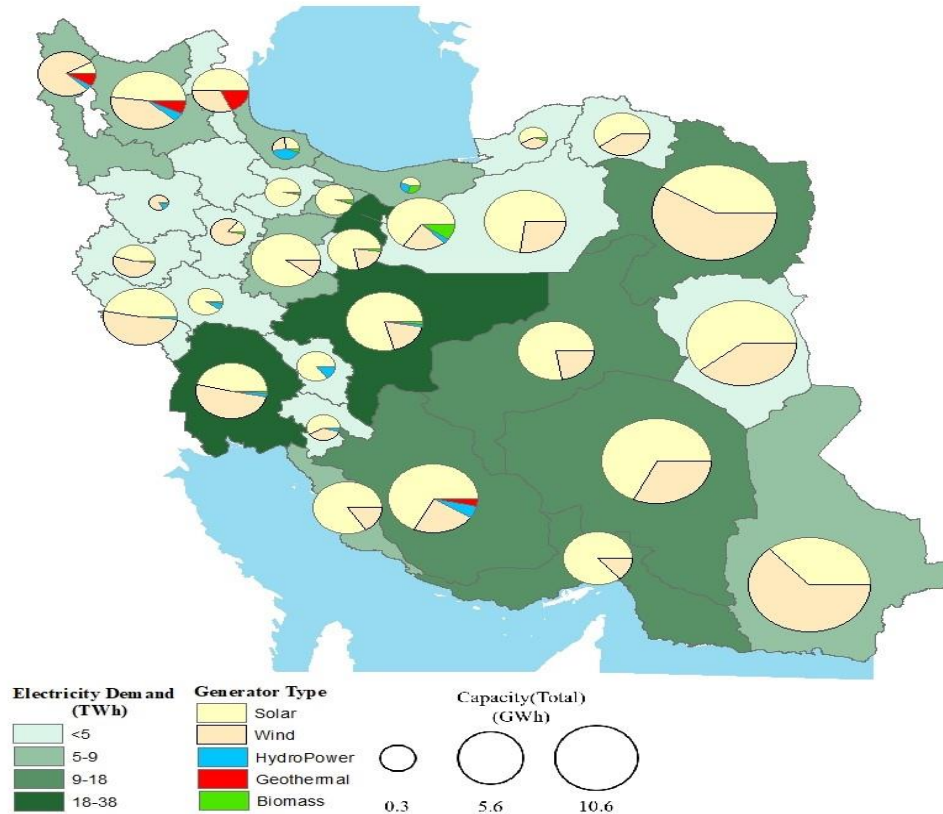 Electricity Demand
(TWh)
<5
5-9
9-18
18-38
Generator Type
Solar
Wind
HydroPower
Geothermal
Biomass
Capacity(Total)
(GWh)
0.3 5.6 10.6